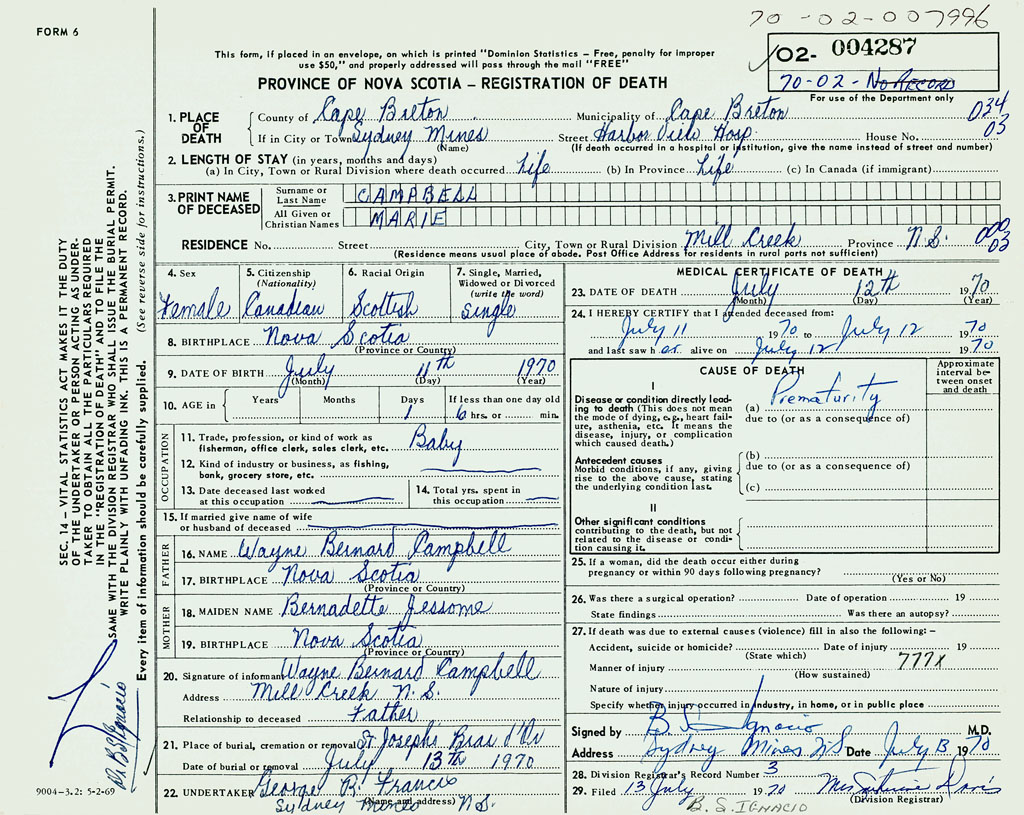 70-02-007996
FORM 6
This form, if placed in an envelope, on which is printed "Dominion Statistics – Free, penalty for improper
use $50," and properly addressed will pass through the mail "FREE"
02- 004287
70-02-No RECORD
For use of the Department only
PROVINCE OF NOVA SCOTIA – REGISTRATION OF DEATH
1. PLACE OF DEATH
County of Cape Breton Municipality of Cape Breton 034
If in City or Town Sydney Mines Street Harbor View Hosp. House No. 03
(Name) (If death occurred in a hospital or institution, give the name instead of street and number)
2. LENGTH OF STAY (in years, months and days)
(a) In City, Town or Rural Division where death occurred Life (b) In Province Life (c) In Canada (if immigrant)
3. PRINT NAME OF DECEASED
Surname or Last Name CAMPBELL
All Given or Christian Names MARIE
RESIDENCE No. Street City, Town or Rural Division Mill Creek Province N.S. 000 03
(Residence means usual place of abode. Post Office Address for residents in rural parts not sufficient)
4. Sex Female
5. Citizenship (Nationality) Canadian
6. Racial Origin Scottish
7. Single, Married, Widowed or Divorced (write the word) Single
8. BIRTHPLACE Nova Scotia
(Province or Country)
9. DATE OF BIRTH July 11th 1970
(Month) (Day) (Year)
10. AGE in Years Months Days 1 If less than one day old 6 hrs. or min.
OCCUPATION
11. Trade, profession, or kind of work as fisherman, office clerk, sales clerk, etc. Baby
12. Kind of industry or business, as fishing, bank, grocery store, etc.
13. Date deceased last worked at this occupation
14. Total yrs. spent in this occupation
15. If married give name of wife or husband of deceased
FATHER
16. NAME Wayne Bernard Campbell
17. BIRTHPLACE Nova Scotia
(Province or Country)
MOTHER
18. MAIDEN NAME Bernadette Jessome
19. BIRTHPLACE Nova Scotia
(Province or Country)
20. Signature of informant Wayne Bernard Campbell
Address Mill Creek N.S.
Relationship to deceased Father
21. Place of burial, cremation or removal St Josephs Bras d'Or
Date of burial or removal July 13th 1970
22. UNDERTAKER George B. Francis
(Name and address)
Sydney Mines N.S.
MEDICAL CERTIFICATE OF DEATH
23. DATE OF DEATH July 12th 1970
(Month) (Day) (Year)
24. I HEREBY CERTIFY that I attended deceased from:
July 11 1970 to July 12 1970
and last saw her alive on July 12 1970
CAUSE OF DEATH
Approximate interval between onset and death
I
Disease or condition directly leading to death (This does not mean the mode of dying, e.g., heart failure, asthenia, etc. It means the disease, injury, or complication which caused death.)
(a) Prematurity
due to (or as a consequence of)
Antecedent causes
Morbid conditions, if any, giving rise to the above cause, stating the underlying condition last.
(b)
due to (or as a consequence of)
(c)
II
Other significant conditions
contributing to the death, but not related to the disease or condition causing it.
25. If a woman, did the death occur either during pregnancy or within 90 days following pregnancy?
(Yes or No)
26. Was there a surgical operation? Date of operation 19
State findings Was there an autopsy?
27. If death was due to external causes (violence) fill in also the following: –
Accident, suicide or homicide? Date of injury 19
(State which) 777X
Manner of injury
(How sustained)
Nature of injury
Specify whether injury occurred in industry, in home, or in public place
Signed by B. S. Ignacio M.D.
Address Sydney Mines NS Date July 13 1970
28. Division Registrar's Record Number 3
29. Filed 13 July 1970
(Division Registrar)
B. S. IGNACIO
SEC. 14 – VITAL STATISTICS ACT MAKES IT THE DUTY
OF THE UNDERTAKER OR PERSON ACTING AS UNDER-
TAKER TO OBTAIN ALL THE PARTICULARS REQUIRED
IN THE "REGISTRATION OF DEATH" AND TO FILE THE
SAME WITH THE DIVISION REGISTRAR WHO SHALL ISSUE THE BURIAL PERMIT.
WRITE PLAINLY WITH UNFADING INK. THIS IS A PERMANENT RECORD.
Every item of information should be carefully supplied. (See reverse side for instructions.)
Dr. B S Ignacio
9004-3.2: 5-2-69